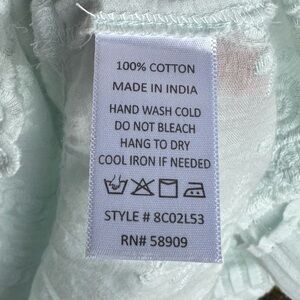 100% COTTON
MADE IN INDIA
HAND WASH COLD
DO NOT BLEACH
HANG TO DRY
COOL IRON IF NEEDED
STYLE # 8C02L53
RN# 58909